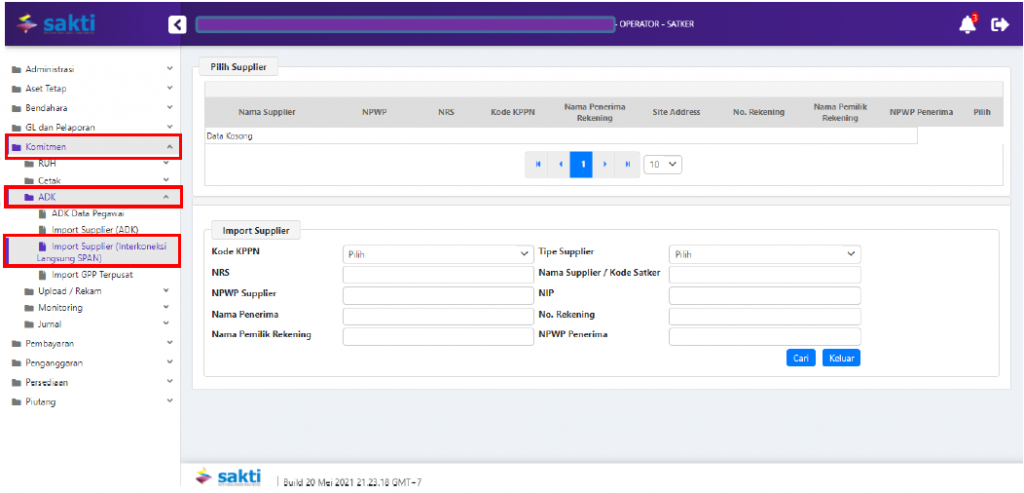 sakti
- OPERATOR - SATKER
3
Administrasi
Aset Tetap
Bendahara
GL dan Pelaporan
Komitmen
RUH
Cetak
ADK
ADK Data Pegawai
Import Supplier (ADK)
Import Supplier (Interkoneksi
Langsung SPAN)
Import GPP Terpusat
Upload / Rekam
Monitoring
Jurnal
Pembayaran
Penganggaran
Persediaan
Piutang
Pilih Supplier
Nama Supplier NPWP NRS Kode KPPN Nama Penerima Rekening Site Address No. Rekening Nama Pemilik Rekening NPWP Penerima Pilih
Data Kosong
1 10
Import Supplier
Kode KPPN Pilih Tipe Supplier Pilih
NRS Nama Supplier / Kode Satker
NPWP Supplier NIP
Nama Penerima No. Rekening
Nama Pemilik Rekening NPWP Penerima
Cari Keluar
sakti | Build 20 Mei 2021 21.23.18 GMT+7